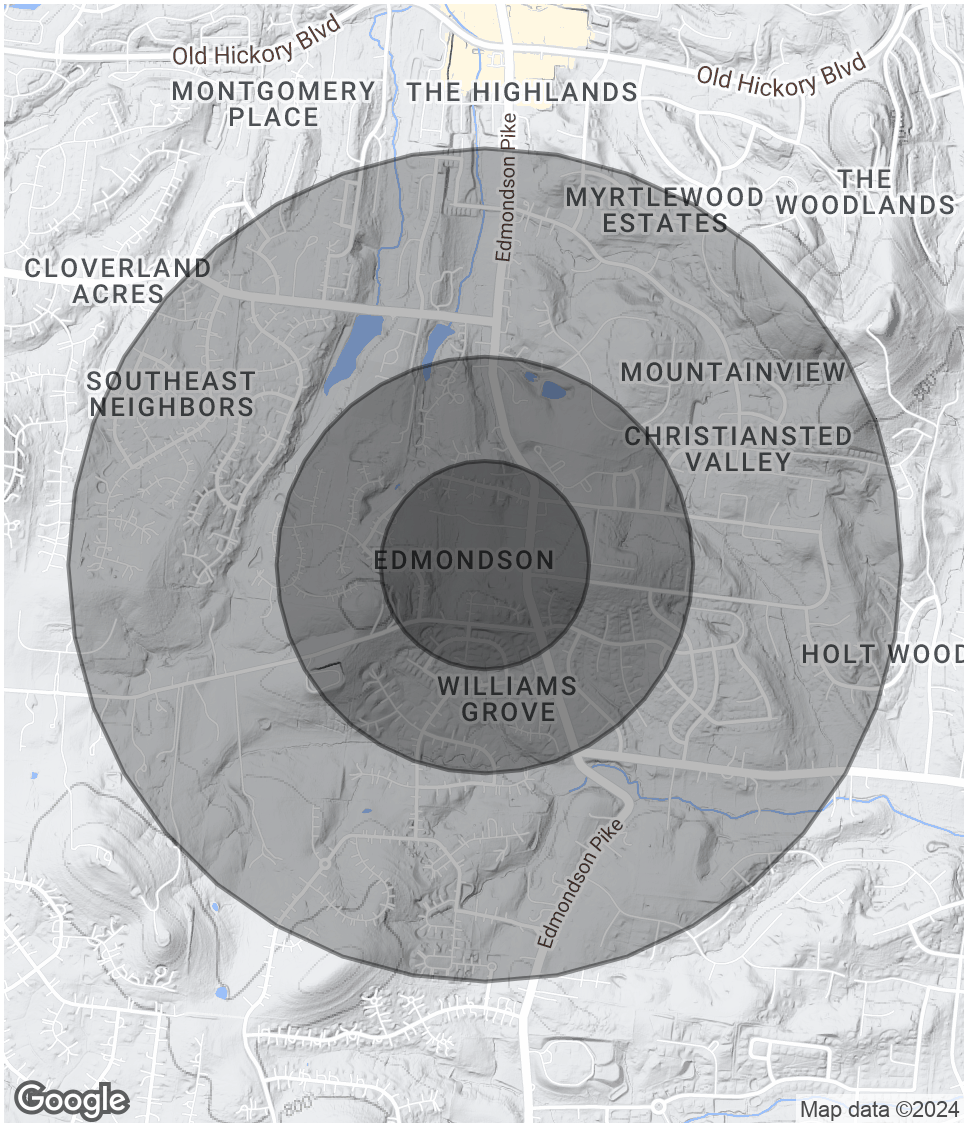 Old Hickory Blvd
Old Hickory Blvd
MONTGOMERY
PLACE
THE HIGHLANDS
Edmondson Pike
THE
WOODLANDS
MYRTLEWOOD
ESTATES
CLOVERLAND
ACRES
SOUTHEAST
NEIGHBORS
MOUNTAINVIEW
800
CHRISTIANSTED
VALLEY
EDMONDSON
HOLT WOOD
WILLIAMS
GROVE
Edmondson Pike
800
Google
Map data ©2024